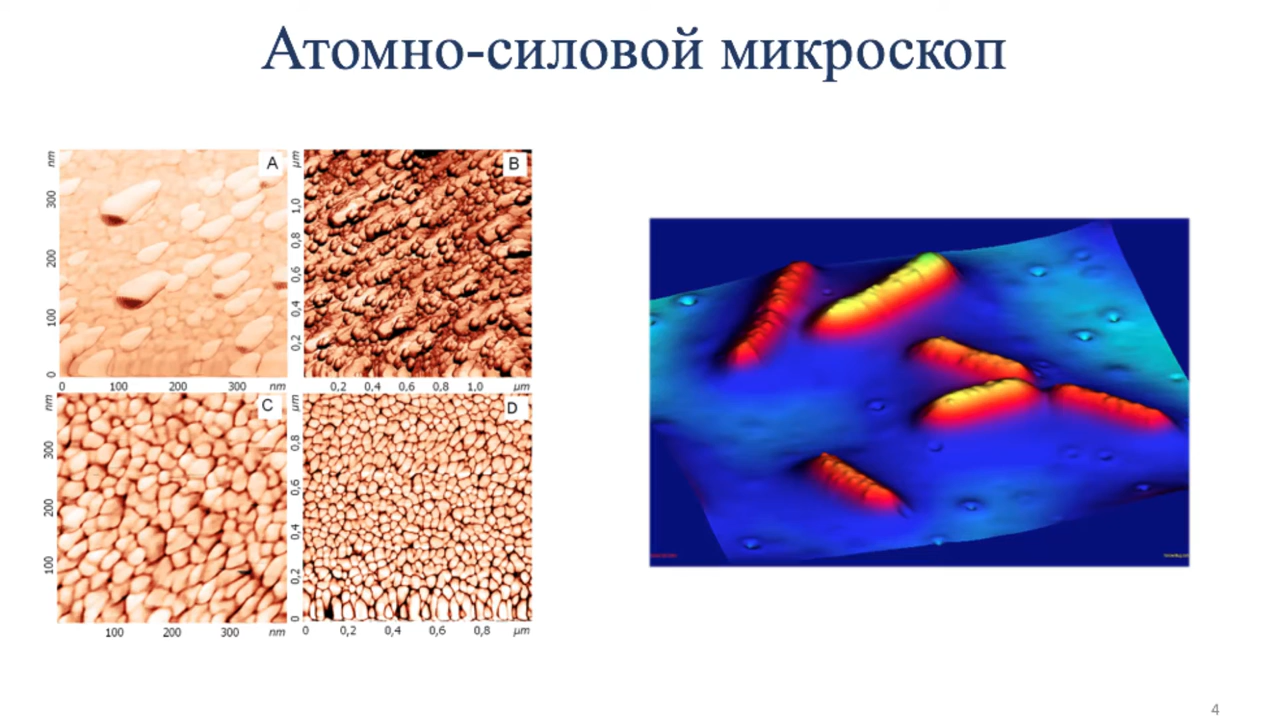 Атомно-силовой микроскоп
nm
A
300
200
100
0
0 100 200 300 nm
µm
B
1,0
0,8
0,6
0,4
0,2
0,2 0,4 0,6 0,8 1,0 µm
nm
C
300
200
100
100 200 300 nm
µm
D
0,8
0,6
0,4
0,2
0
0 0,2 0,4 0,6 0,8 µm
4